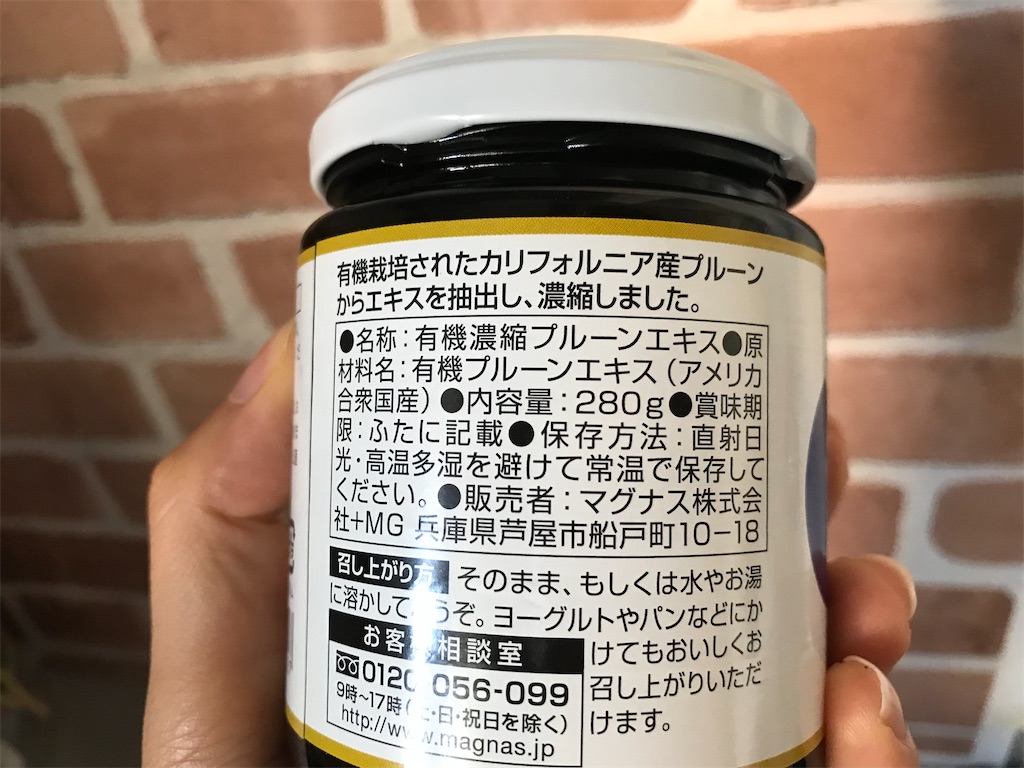 有機栽培されたカリフォルニア産プルーン
からエキスを抽出し、濃縮しました。
●名称:有機濃縮プルーンエキス●原
材料名:有機プルーンエキス(アメリカ
合衆国産)●内容量:280g●賞味期
限:ふたに記載●保存方法:直射日
光・高温多湿を避けて常温で保存して
ください。●販売者:マグナス株式会
社+MG 兵庫県芦屋市船戸町10-18
召し上がり方 そのまま、もしくは水やお湯
に溶かしてどうぞ。ヨーグルトやパンなどにか
けてもおいしくお
召し上がりいただ
けます。
お客様相談室
0120-056-099
9時~17時(土・日・祝日を除く)
http://www.magnas.jp